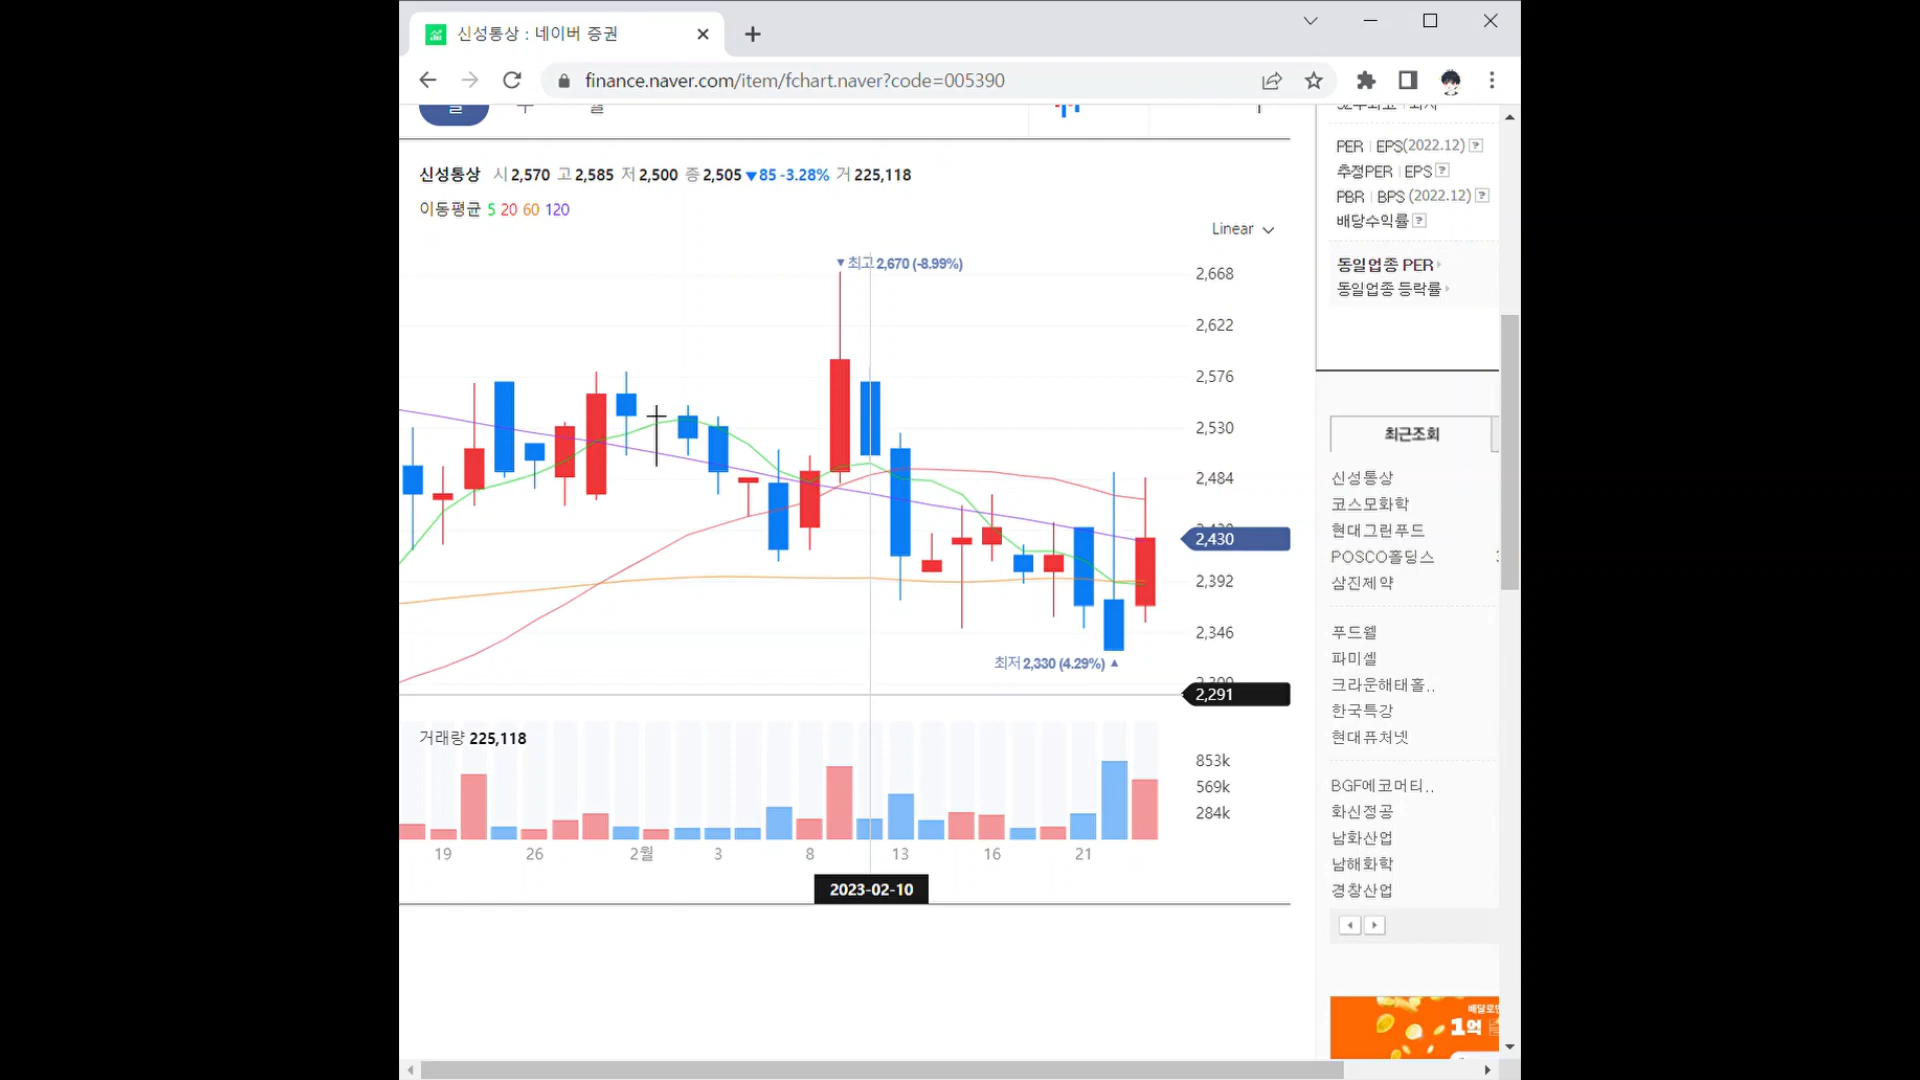 신성통상 : 네이버 증권
finance.naver.com/item/fchart.naver?code=005390
신성통상 시 2,570 고 2,585 저 2,500 종 2,505 ▼85 -3.28% 거 225,118
이동평균 5 20 60 120
Linear
▼최고 2,670 (-8.99%)
2,668
2,622
2,576
2,530
2,484
2,430
2,392
2,346
최저 2,330 (4.29%) ▲
2,291
거래량 225,118
853k
569k
284k
19 26 2월 3 8 13 16 21
2023-02-10
PER | EPS(2022.12) ?
추정PER | EPS ?
PBR | BPS (2022.12) ?
배당수익률 ?
동일업종 PER
동일업종 등락률
최근조회
신성통상
코스모화학
현대그린푸드
POSCO홀딩스
삼진제약
푸드웰
파미셀
크라운해태홀..
한국특강
현대퓨처넷
BGF에코머티..
화신정공
남화산업
남해화학
경창산업
1억